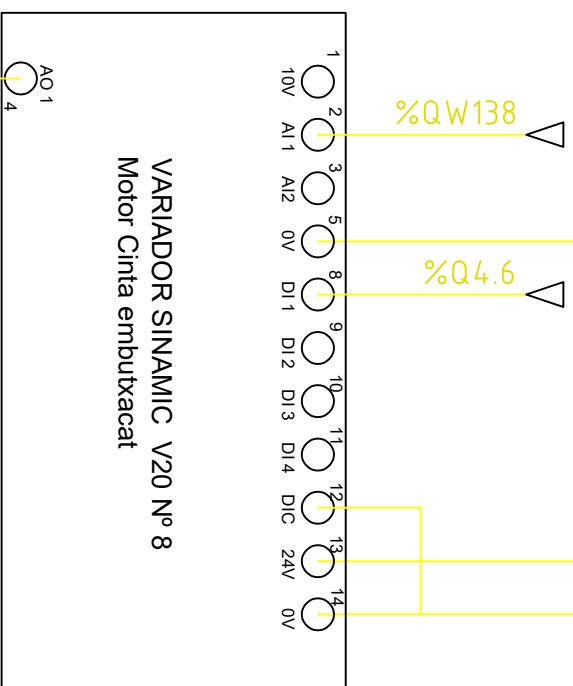 AO 1
4
VARIADOR SINAMIC V20 Nº 8
Motor Cinta embutxacat
1
10V
2
AI 1
%QW138
3
AI2
5
0V
8
DI 1
%Q4.6
9
DI 2
10
DI 3
11
DI 4
12
DIC
13
24V
14
0V